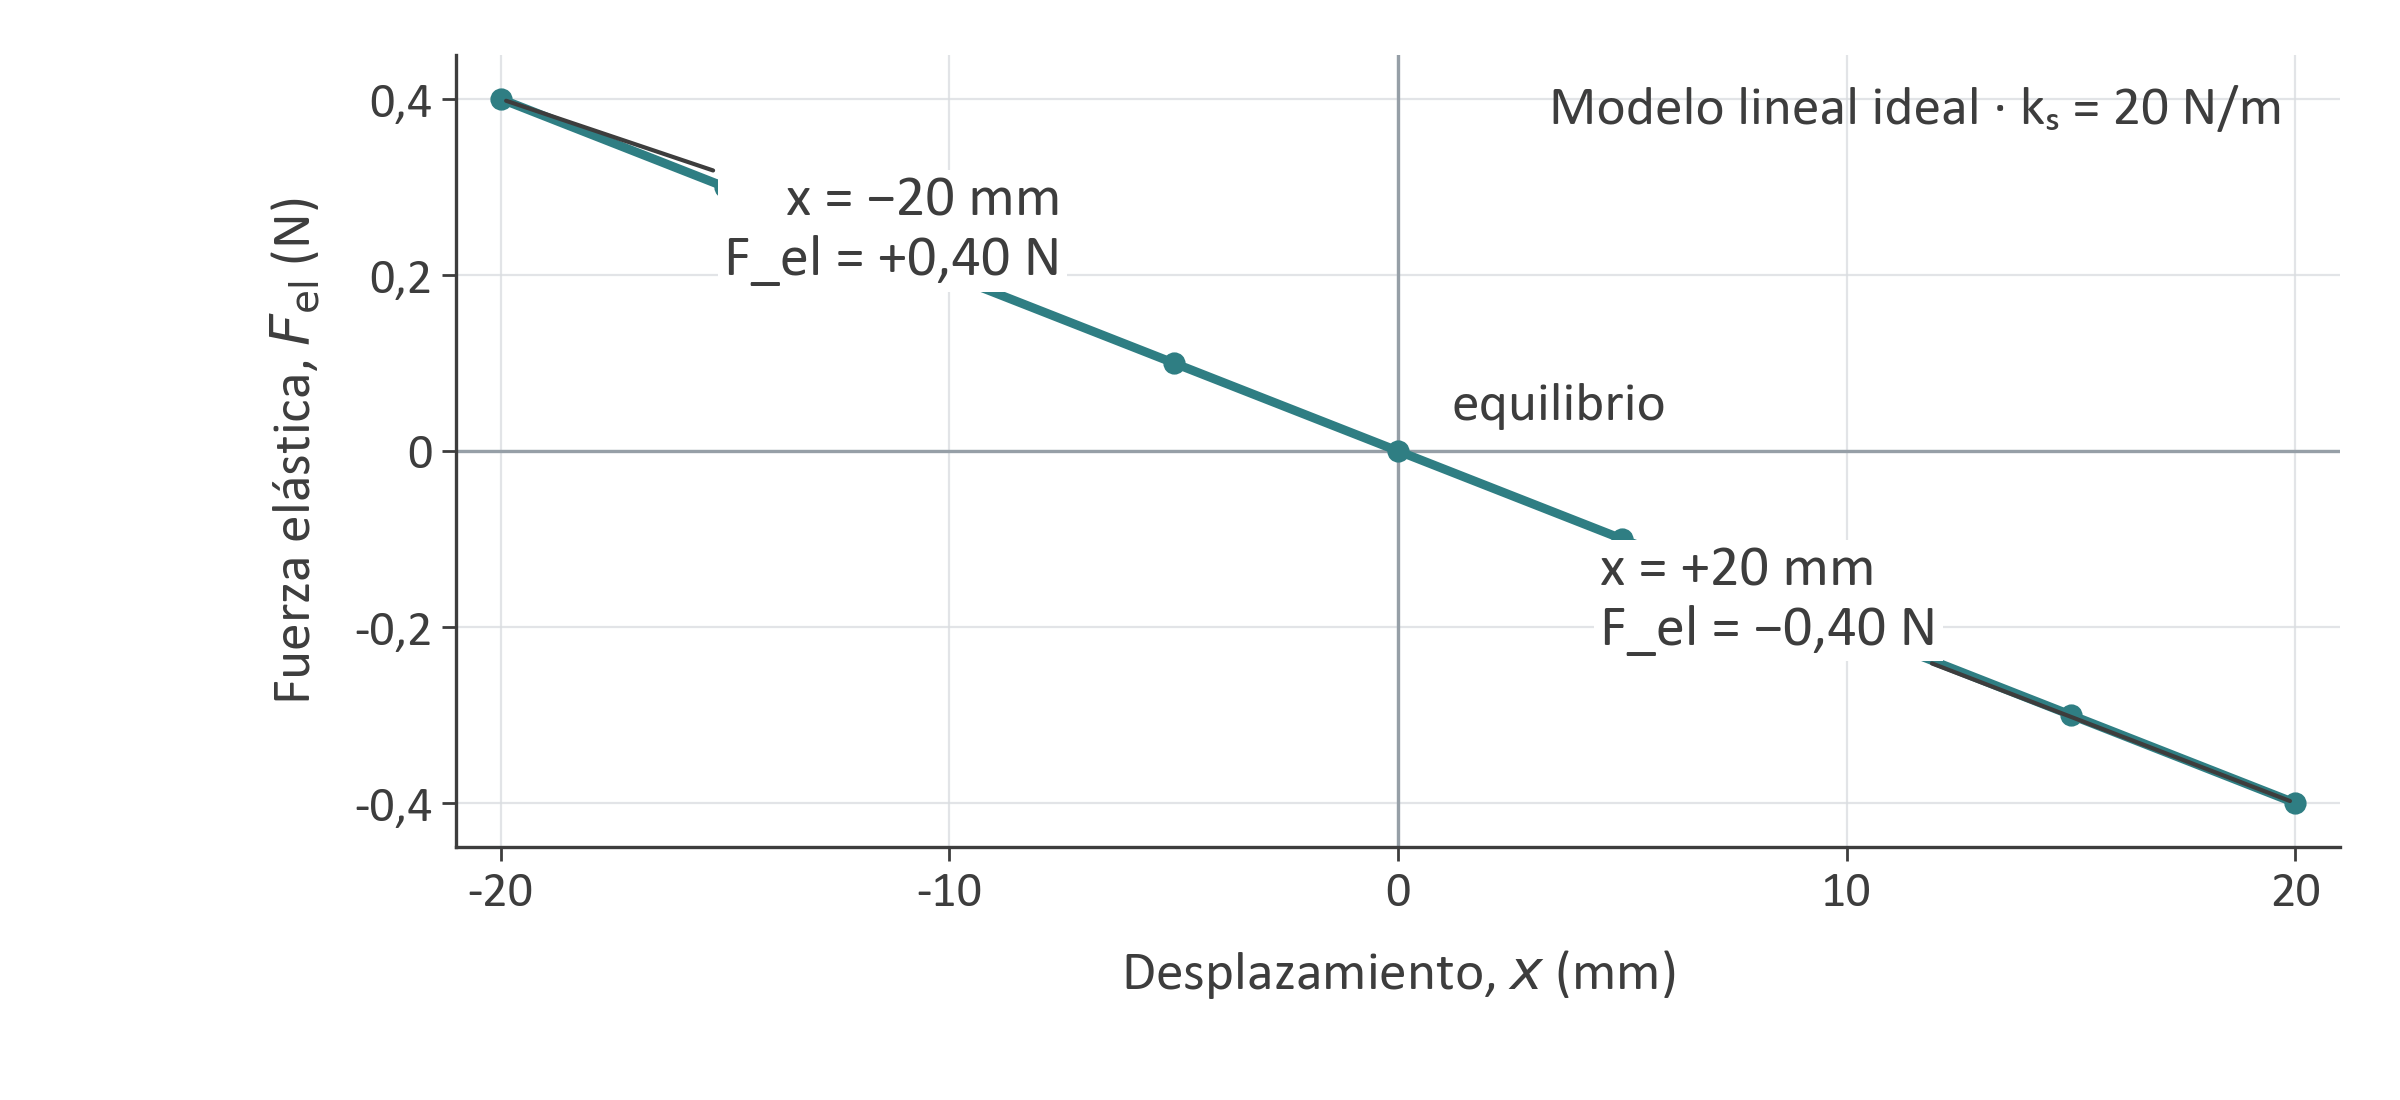 Modelo lineal ideal · kₛ = 20 N/m
0,4
0,2
0
-0,2
-0,4
Fuerza elástica, F_el (N)
x = −20 mm
F_el = +0,40 N
equilibrio
x = +20 mm
F_el = −0,40 N
-20
-10
0
10
20
Desplazamiento, x (mm)